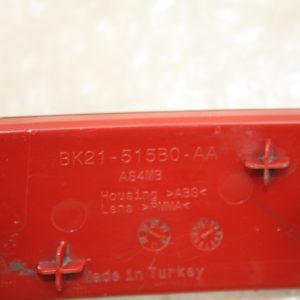 BK21-515B0-AA
AS4MB
Housing >ABS<
Lens >PMMA<
Made in Turkey